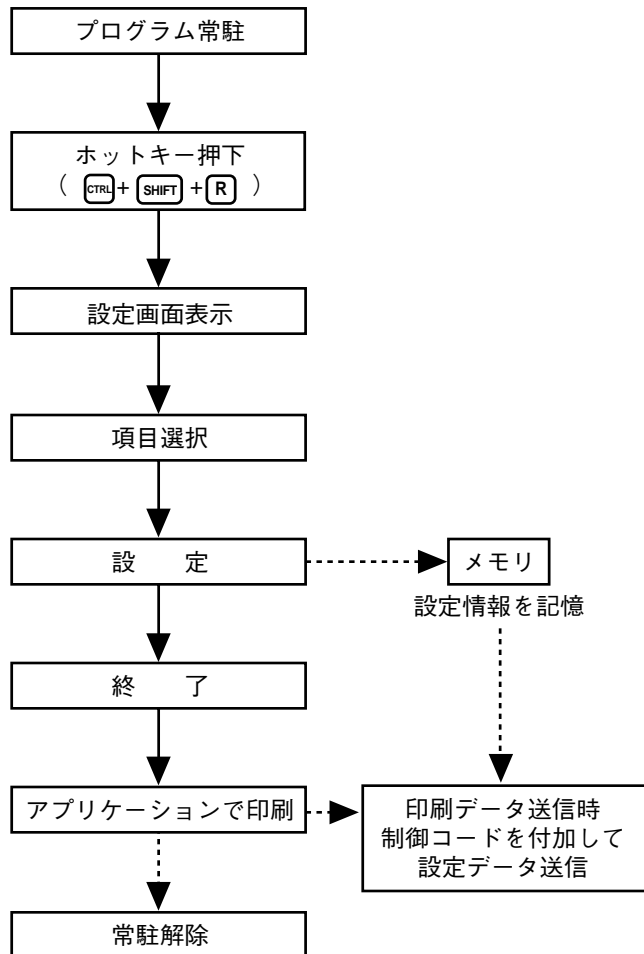 プログラム常駐
ホットキー押下
( CTRL + SHIFT + R )
設定画面表示
項目選択
設　　定
メモリ
設定情報を記憶
終　　了
アプリケーションで印刷
印刷データ送信時
制御コードを付加して
設定データ送信
常駐解除